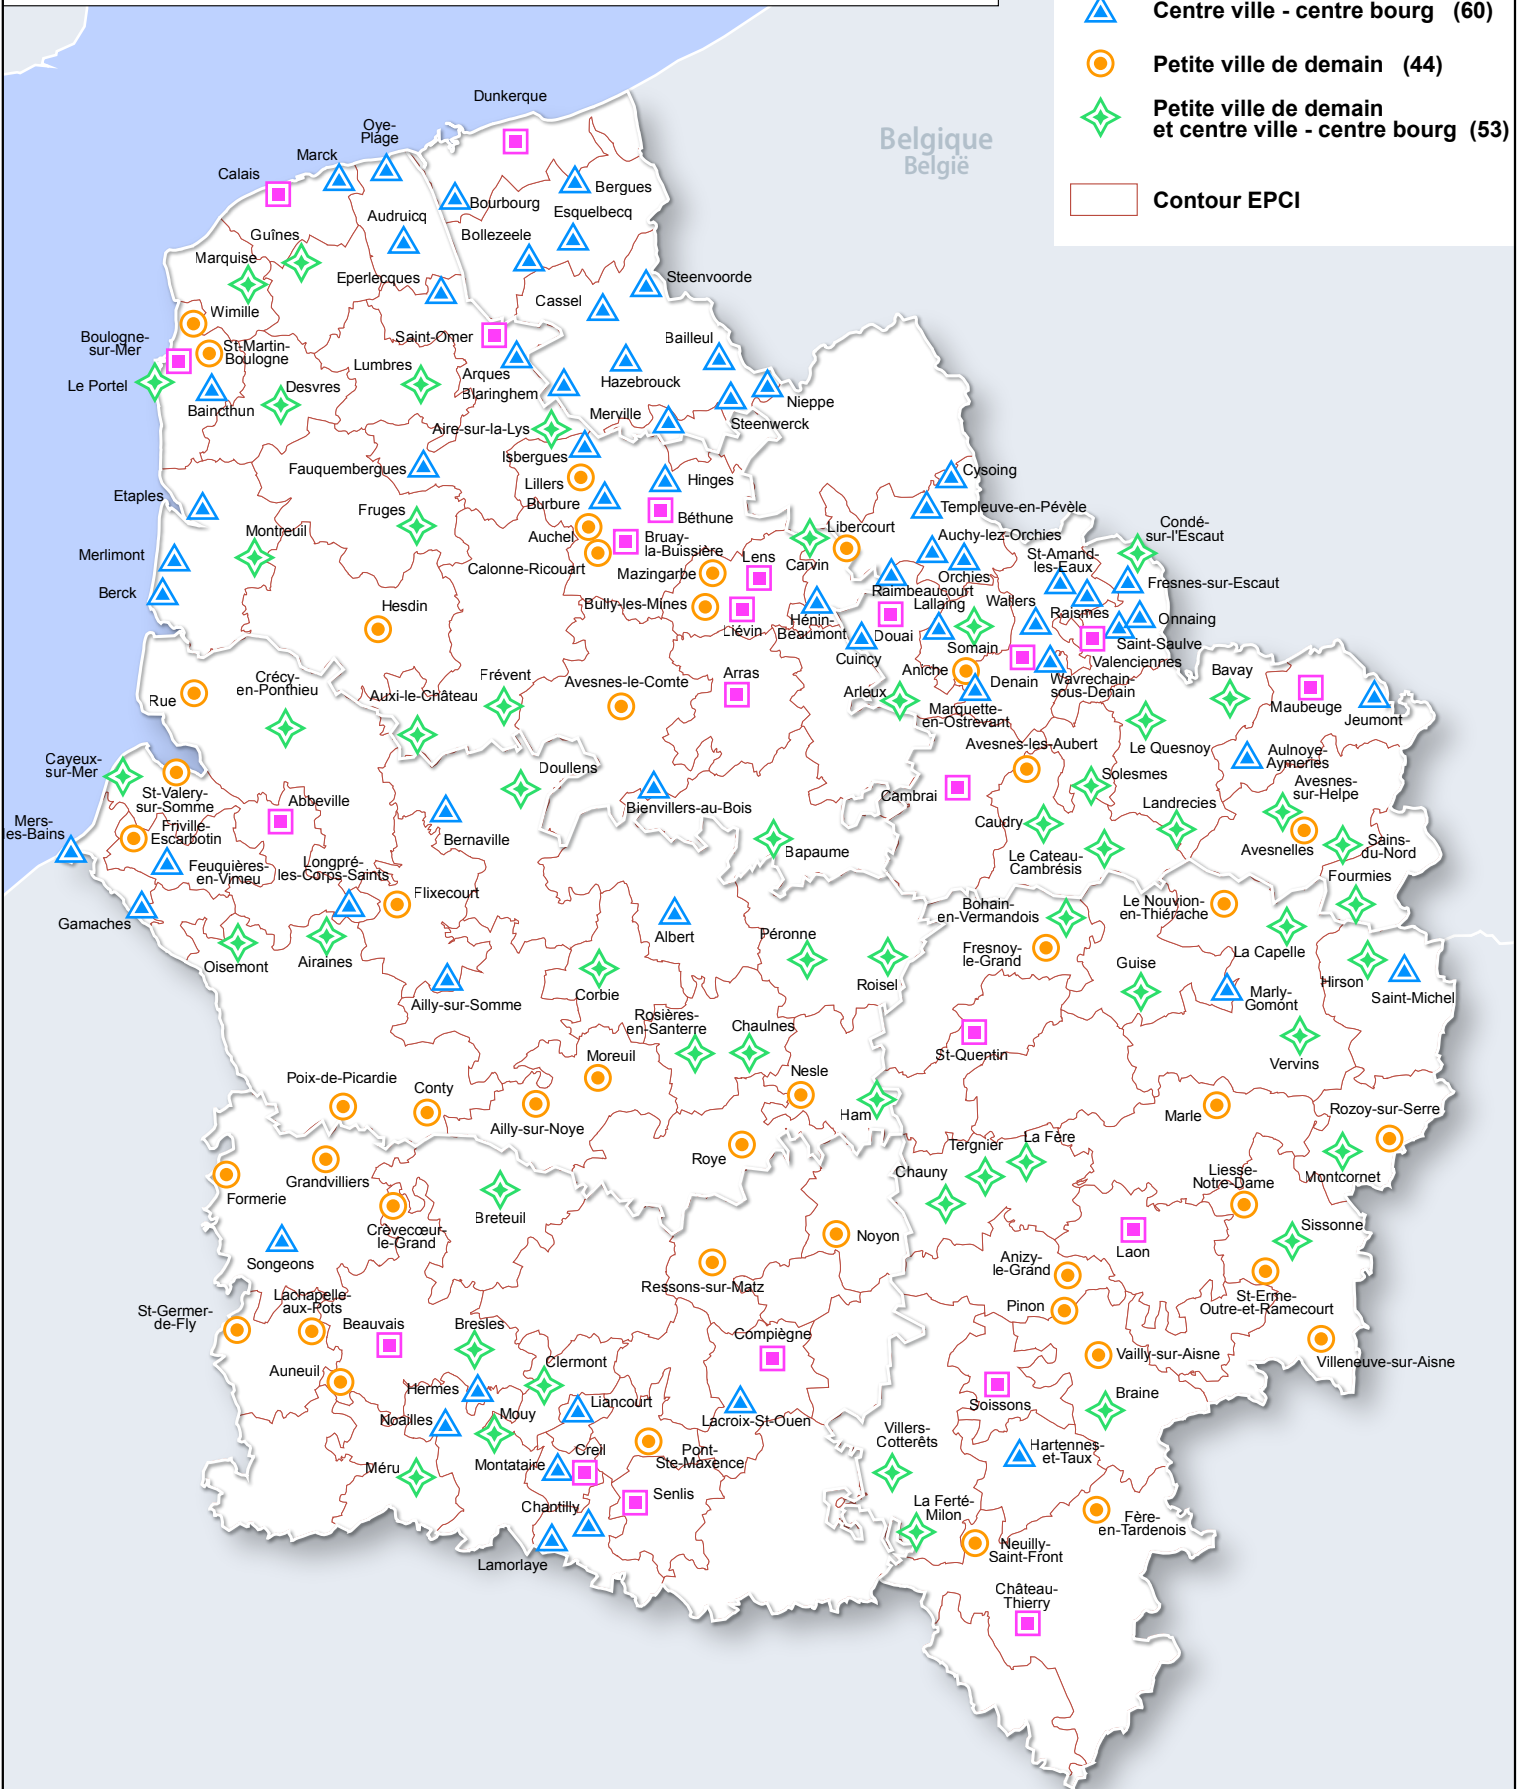 Centre ville - centre bourg (60)
Petite ville de demain (44)
Petite ville de demain
et centre ville - centre bourg (53)
Contour EPCI
Belgique
België
Dunkerque
Oye-
Plage
Marck
Calais
Bergues
Bourbourg
Esquelbecq
Audruicq
Bollezeele
Guînes
Marquise
Eperlecques
Steenvoorde
Cassel
Wimille
Boulogne-
sur-Mer
St-Martin-
Boulogne
Saint-Omer
Bailleul
Lumbres
Arques
Hazebrouck
Le Portel
Desvres
Blaringhem
Nieppe
Baincthun
Merville
Steenwerck
Aire-sur-la-Lys
Isbergues
Fauquembergues
Cysoing
Lillers
Hinges
Etaples
Burbure
Templeuve-en-Pévèle
Fruges
Béthune
Libercourt
Condé-
sur-l'Escaut
Montreuil
Auchel
Bruay-
la-Buissière
Auchy-lez-Orchies
Merlimont
Lens
Carvin
St-Amand-
les-Eaux
Calonne-Ricouart
Mazingarbe
Orchies
Fresnes-sur-Escaut
Berck
Raimbeaucourt
Hesdin
Bully-les-Mines
Lallaing
Wallers
Raismes
Onnaing
Liévin
Hénin-
Beaumont
Douai
Saint-Saulve
Cuincy
Somain
Valenciennes
Aniche
Denain
Wavrechain-
sous-Denain
Bavay
Crécy-
en-Ponthieu
Frévent
Avesnes-le-Comte
Arras
Arleux
Rue
Auxi-le-Château
Marquette-
en-Ostrevant
Maubeuge
Jeumont
Avesnes-les-Aubert
Le Quesnoy
Cayeux-
sur-Mer
Doullens
Solesmes
Aulnoye-
Aymeries
St-Valery-
sur-Somme
Abbeville
Cambrai
Avesnes-
sur-Helpe
Bienvillers-au-Bois
Landrecies
Mers-
les-Bains
Friville-
Escarbotin
Bernaville
Caudry
Bapaume
Avesnelles
Sains-
du-Nord
Feuquières-
en-Vimeu
Longpré-
les-Corps-Saints
Le Cateau-
Cambrésis
Fourmies
Flixecourt
Bohain-
en-Vermandois
Le Nouvion-
en-Thiérache
Gamaches
Albert
Péronne
Fresnoy-
le-Grand
La Capelle
Oisemont
Airaines
Guise
Hirson
Corbie
Roisel
Saint-Michel
Ailly-sur-Somme
Marly-
Gomont
Rosières-
en-Santerre
Chaulnes
St-Quentin
Moreuil
Vervins
Nesle
Poix-de-Picardie
Conty
Ham
Marle
Rozoy-sur-Serre
Ailly-sur-Noye
Roye
Tergnier
La Fère
Chauny
Liesse-
Notre-Dame
Montcornet
Formerie
Grandvilliers
Breteuil
Crèvecœur-
le-Grand
Sissonne
Noyon
Laon
Songeons
Anizy-
le-Grand
Ressons-sur-Matz
Lachapelle-
aux-Pots
St-Germer-
de-Fly
Pinon
St-Erme-
Outre-et-Ramecourt
Beauvais
Bresles
Compiègne
Vailly-sur-Aisne
Villeneuve-sur-Aisne
Auneuil
Clermont
Hermes
Braine
Liancourt
Soissons
Noailles
Mouy
Lacroix-St-Ouen
Villers-
Cotterêts
Creil
Pont-
Ste-Maxence
Hartennes-
et-Taux
Méru
Montataire
Senlis
Chantilly
La Ferté-
Milon
Fère-
en-Tardenois
Lamorlaye
Neuilly-
Saint-Front
Château-
Thierry